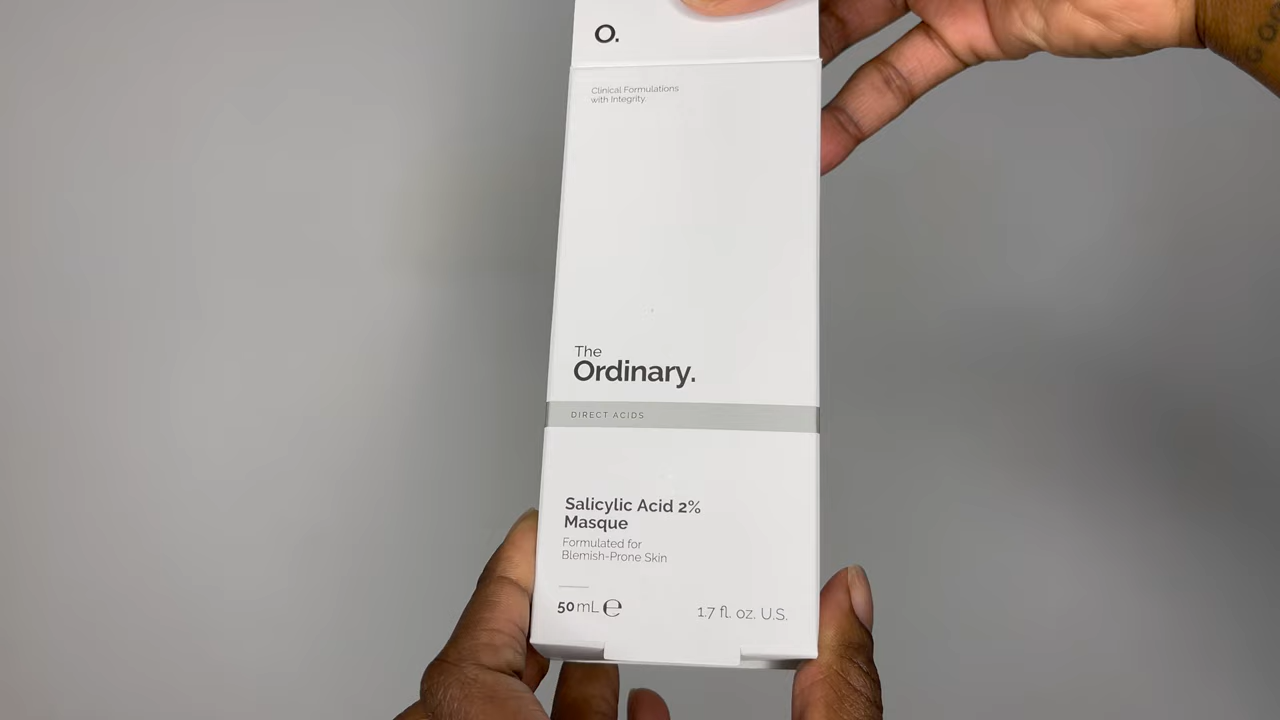 O.
Clinical Formulations
with Integrity.
The
Ordinary.
DIRECT ACIDS
Salicylic Acid 2%
Masque
Formulated for
Blemish-Prone Skin
50 mL ℮ 1.7 fl. oz. U.S.